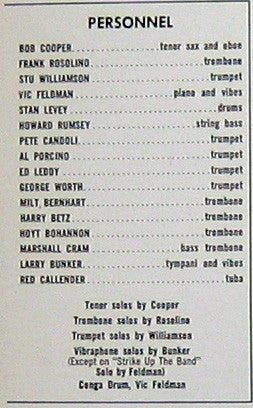 PERSONNEL
BOB COOPER.....................tenor sax and oboe
FRANK ROSOLINO.....................trombone
STU WILLIAMSON.....................trumpet
VIC FELDMAN.....................piano and vibes
STAN LEVEY.....................drums
HOWARD RUMSEY.....................string bass
PETE CANDOLI.....................trumpet
AL PORCINO.....................trumpet
ED LEDDY.....................trumpet
GEORGE WORTH.....................trumpet
MILT BERNHART.....................trombone
HARRY BETZ.....................trombone
HOYT BOHANNON.....................trombone
MARSHALL CRAM.....................bass trombone
LARRY BUNKER.....................tympani and vibes
RED CALLENDER.....................tuba
Tenor solos by Cooper
Trombone solos by Rosolino
Trumpet solos by Williamson
Vibraphone solos by Bunker
(Except on "Strike Up The Band"
Solo by Feldman)
Conga Drum, Vic Feldman